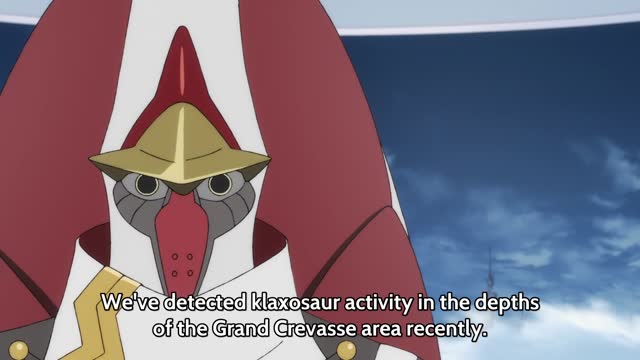 We've detected klaxosaur activity in the depths
of the Grand Crevasse area recently.